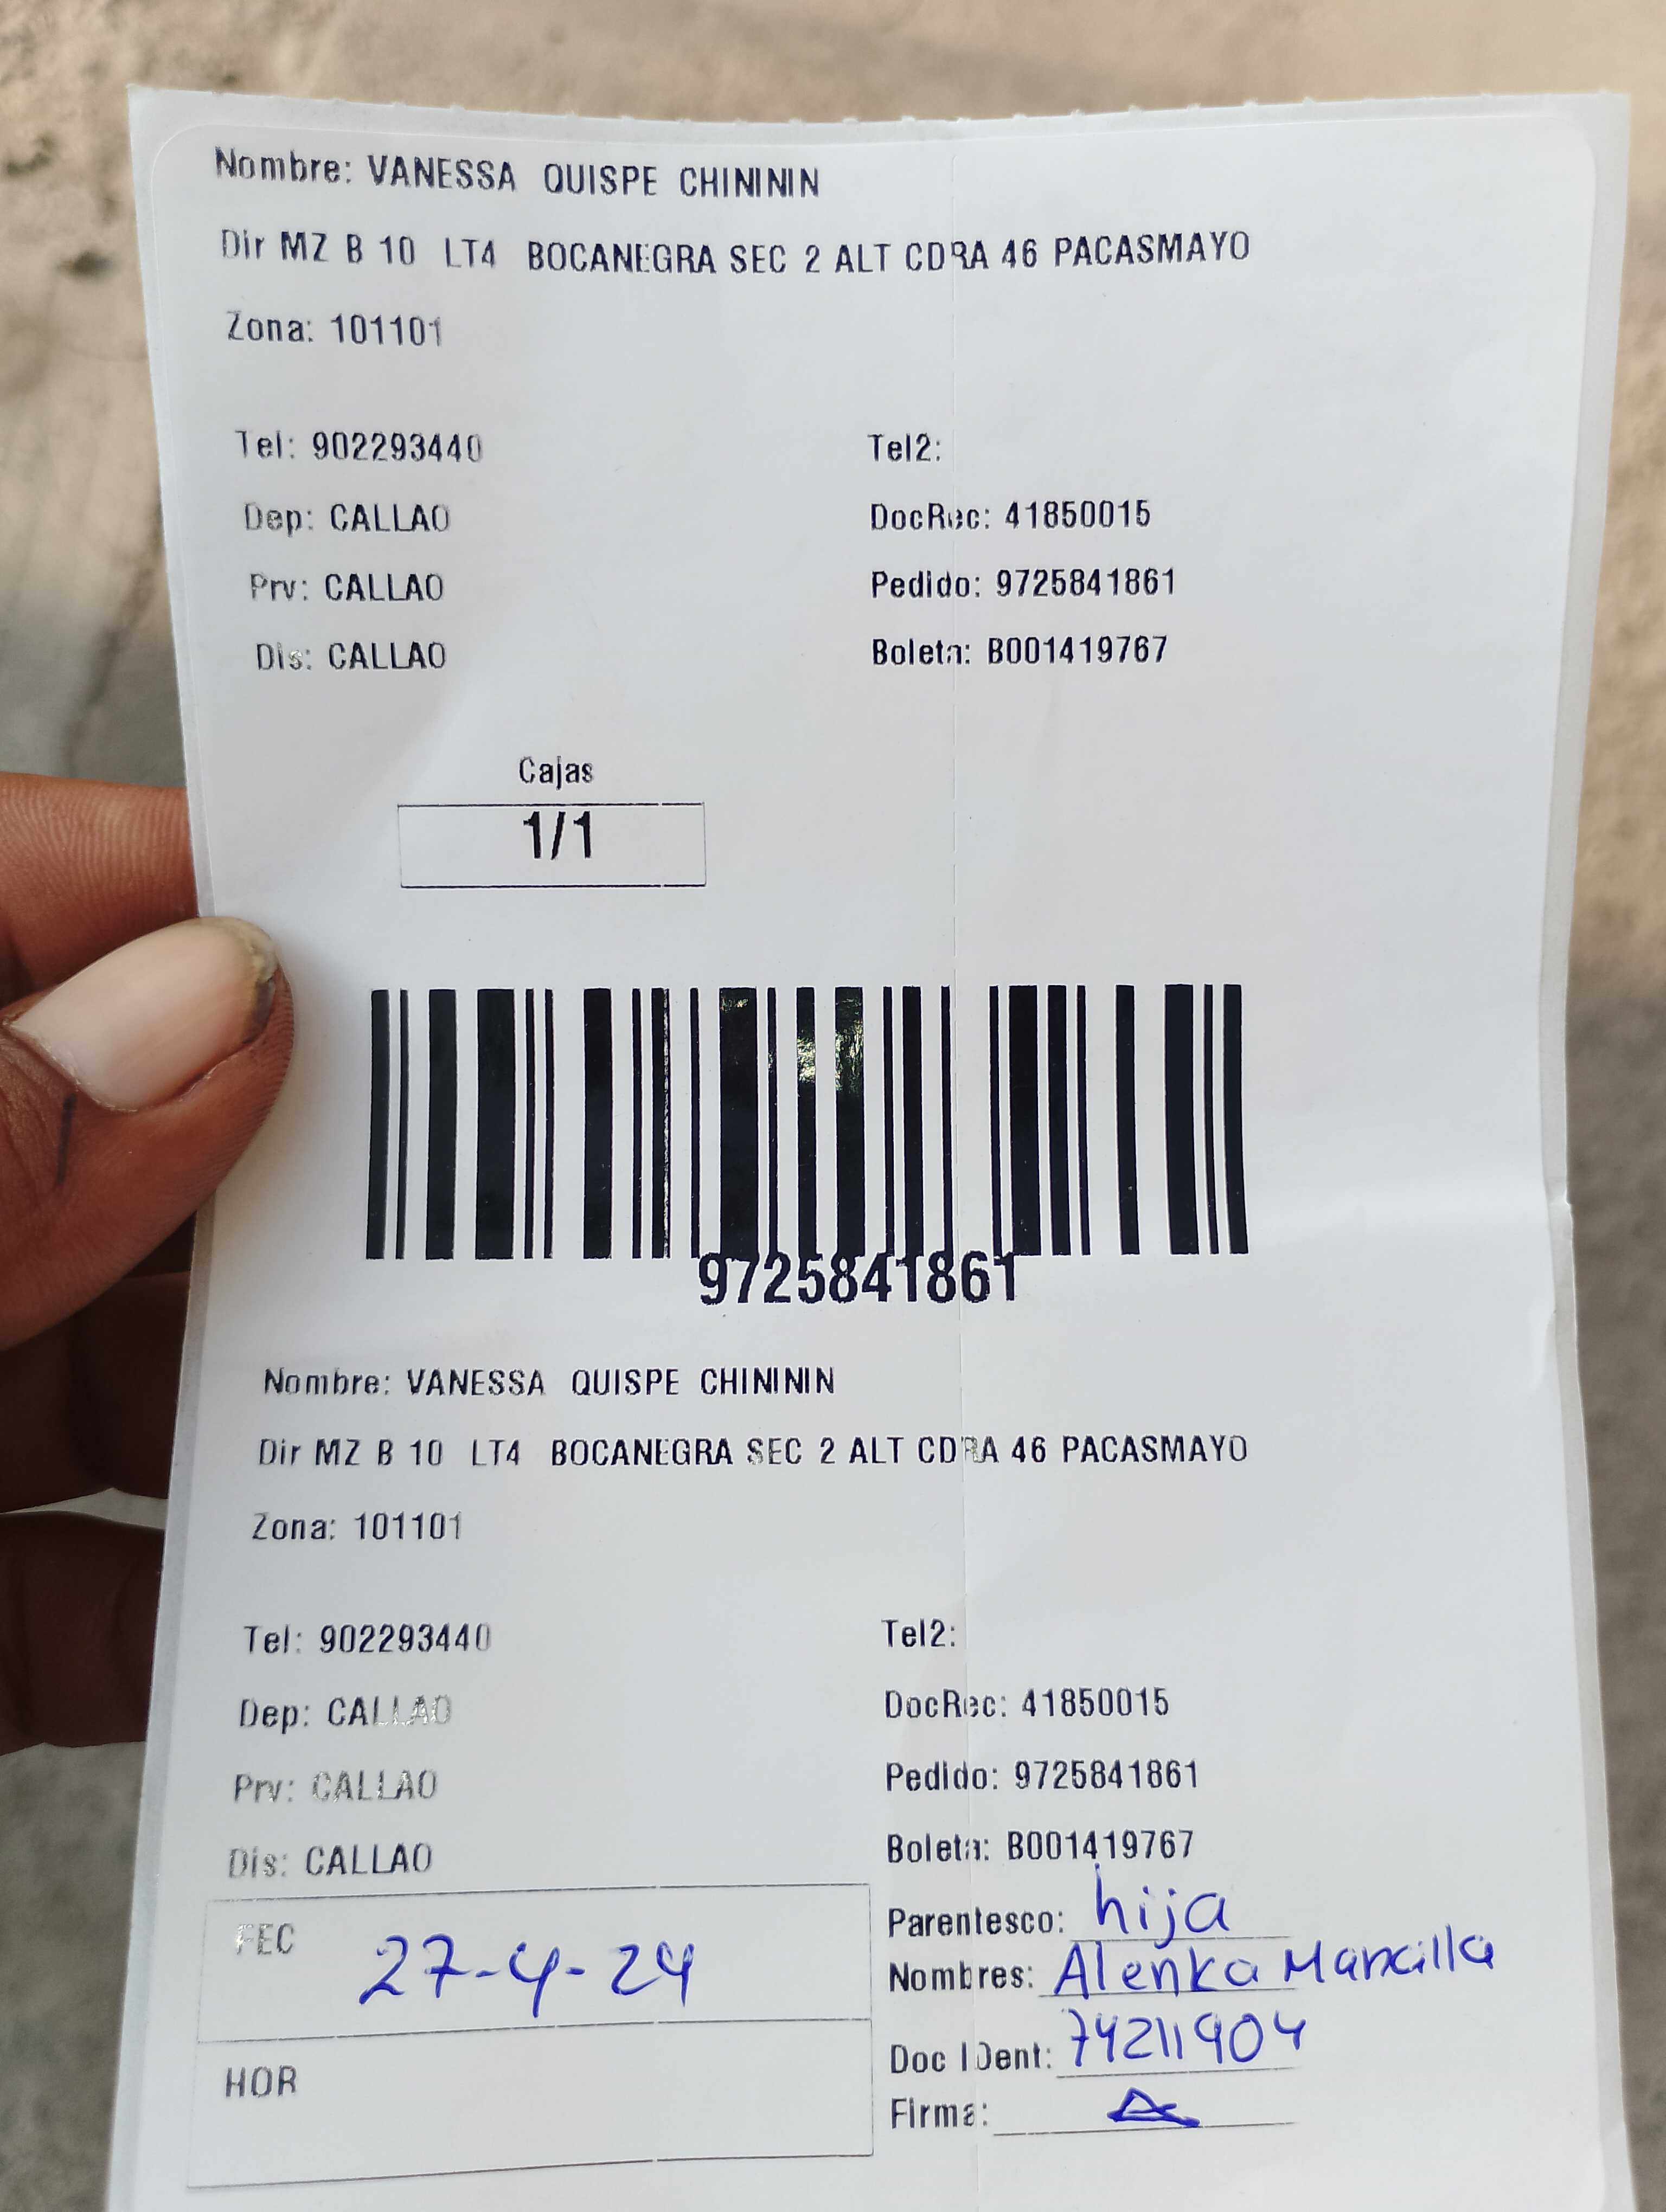 Nombre: VANESSA QUISPE CHINININ
Dir MZ B 10 LT4 BOCANEGRA SEC 2 ALT CDRA 46 PACASMAYO
Zona: 101101
Tel: 902293440 Tel2:
Dep: CALLAO DocRec: 41850015
Prv: CALLAO Pedido: 9725841861
Dis: CALLAO Boleta: B001419767
Cajas
1/1
9725841861
Nombre: VANESSA QUISPE CHINININ
Dir MZ B 10 LT4 BOCANEGRA SEC 2 ALT CDRA 46 PACASMAYO
Zona: 101101
Tel: 902293440 Tel2:
Dep: CALLAO DocRec: 41850015
Prv: CALLAO Pedido: 9725841861
Dis: CALLAO Boleta: B001419767
Parentesco: hija
FEC 27-4-24
Nombres: Alenka
Doc IDent: 74211904
HOR
Firma: